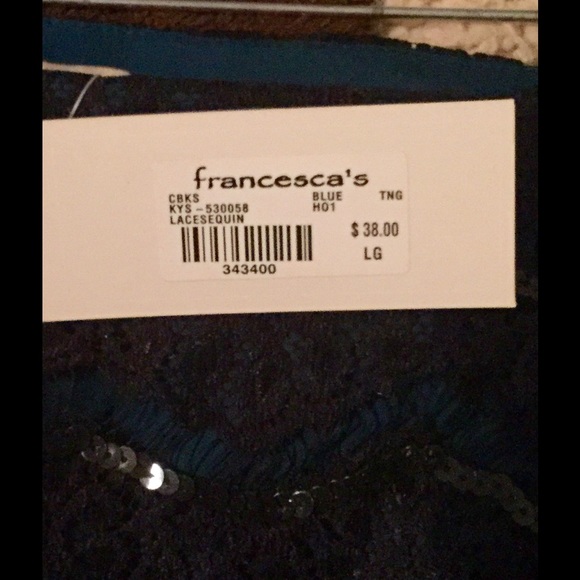 francesca's
CBKS BLUE TNG
KYS-530058 H01
LACESEQUIN
$ 38.00
343400
LG